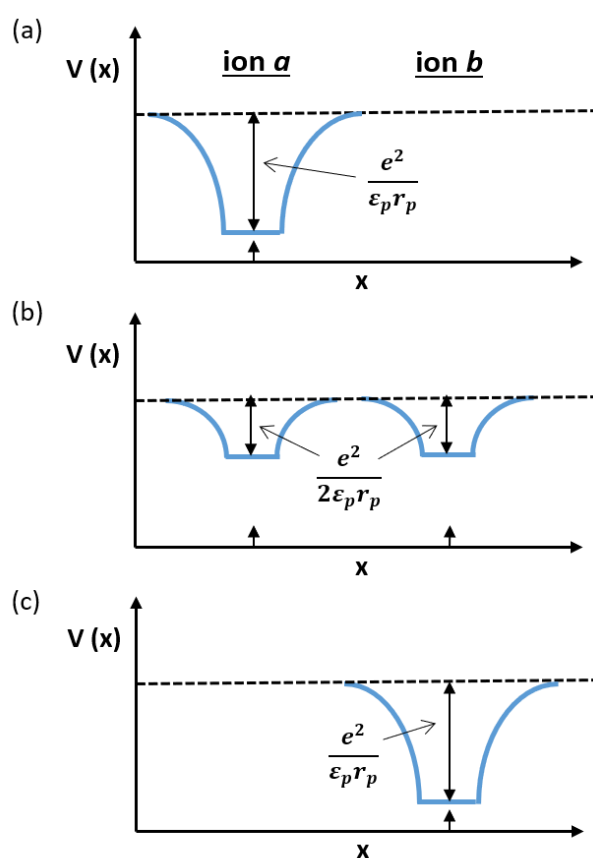 (a)
V (x)
ion a
ion b
e²
εₚrₚ
x
(b)
V (x)
e²
2εₚrₚ
x
(c)
V (x)
e²
εₚrₚ
x